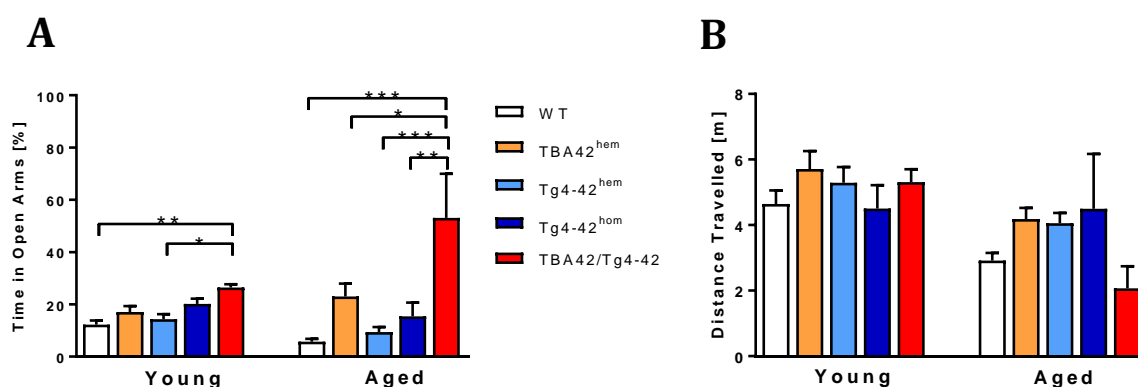 A
Time in Open Arms [%]
100
80
60
40
20
0
**
*
***
*
***
**
Young
Aged
WT
TBA42hem
Tg4-42hem
Tg4-42hom
TBA42/Tg4-42
B
Distance Travelled [m]
8
6
4
2
0
Young
Aged